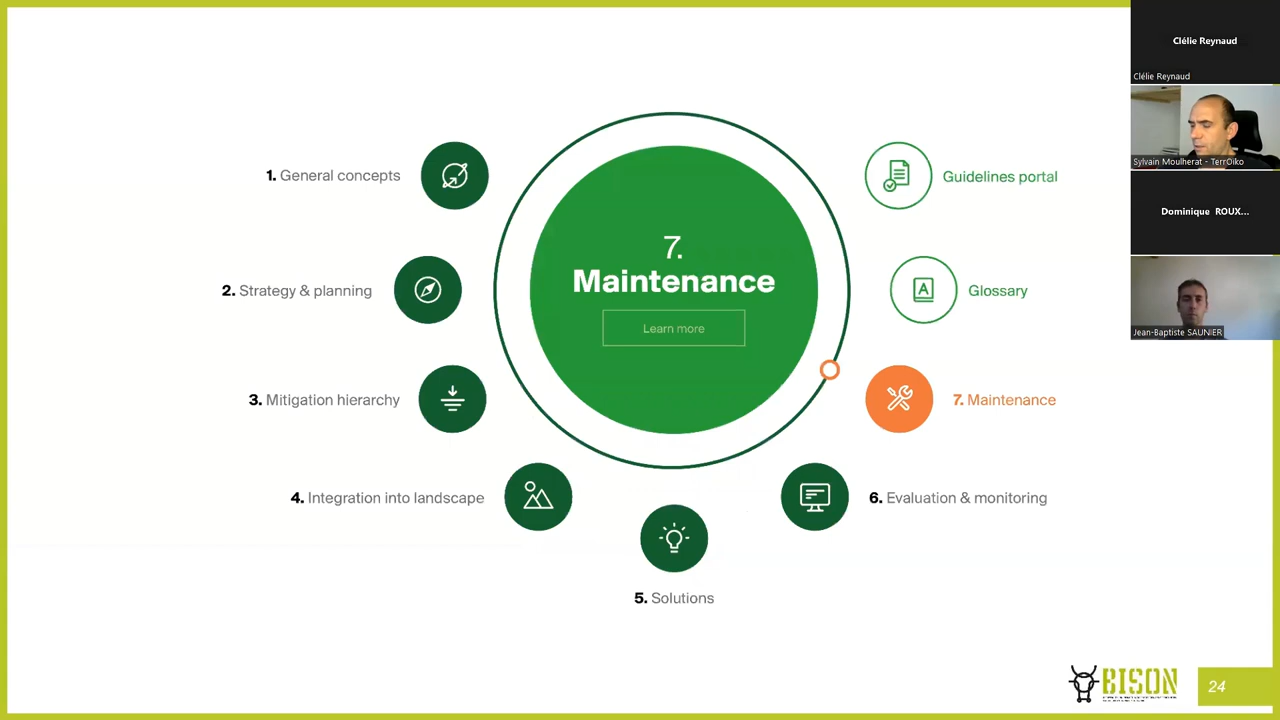 1. General concepts
2. Strategy & planning
3. Mitigation hierarchy
4. Integration into landscape
5. Solutions
6. Evaluation & monitoring
7. Maintenance
Glossary
Guidelines portal
7.
Maintenance
Learn more
A
Clélie Reynaud
Clélie Reynaud
Sylvain Moulherat - TerrOïko
Dominique ROUX...
Jean-Baptiste SAUNIER
BISON
24